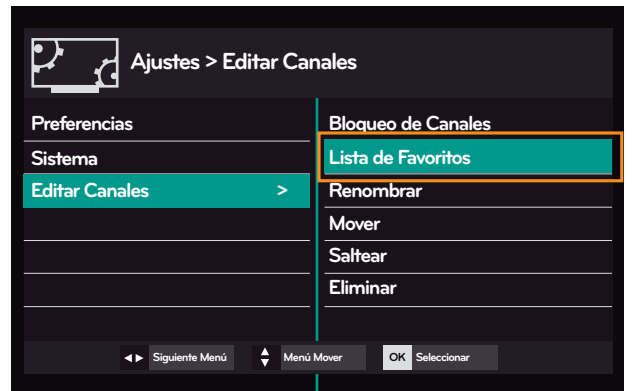 Ajustes > Editar Canales
Preferencias
Sistema
Editar Canales >
Bloqueo de Canales
Lista de Favoritos
Renombrar
Mover
Saltear
Eliminar
Siguiente Menú Menú Mover OK Seleccionar